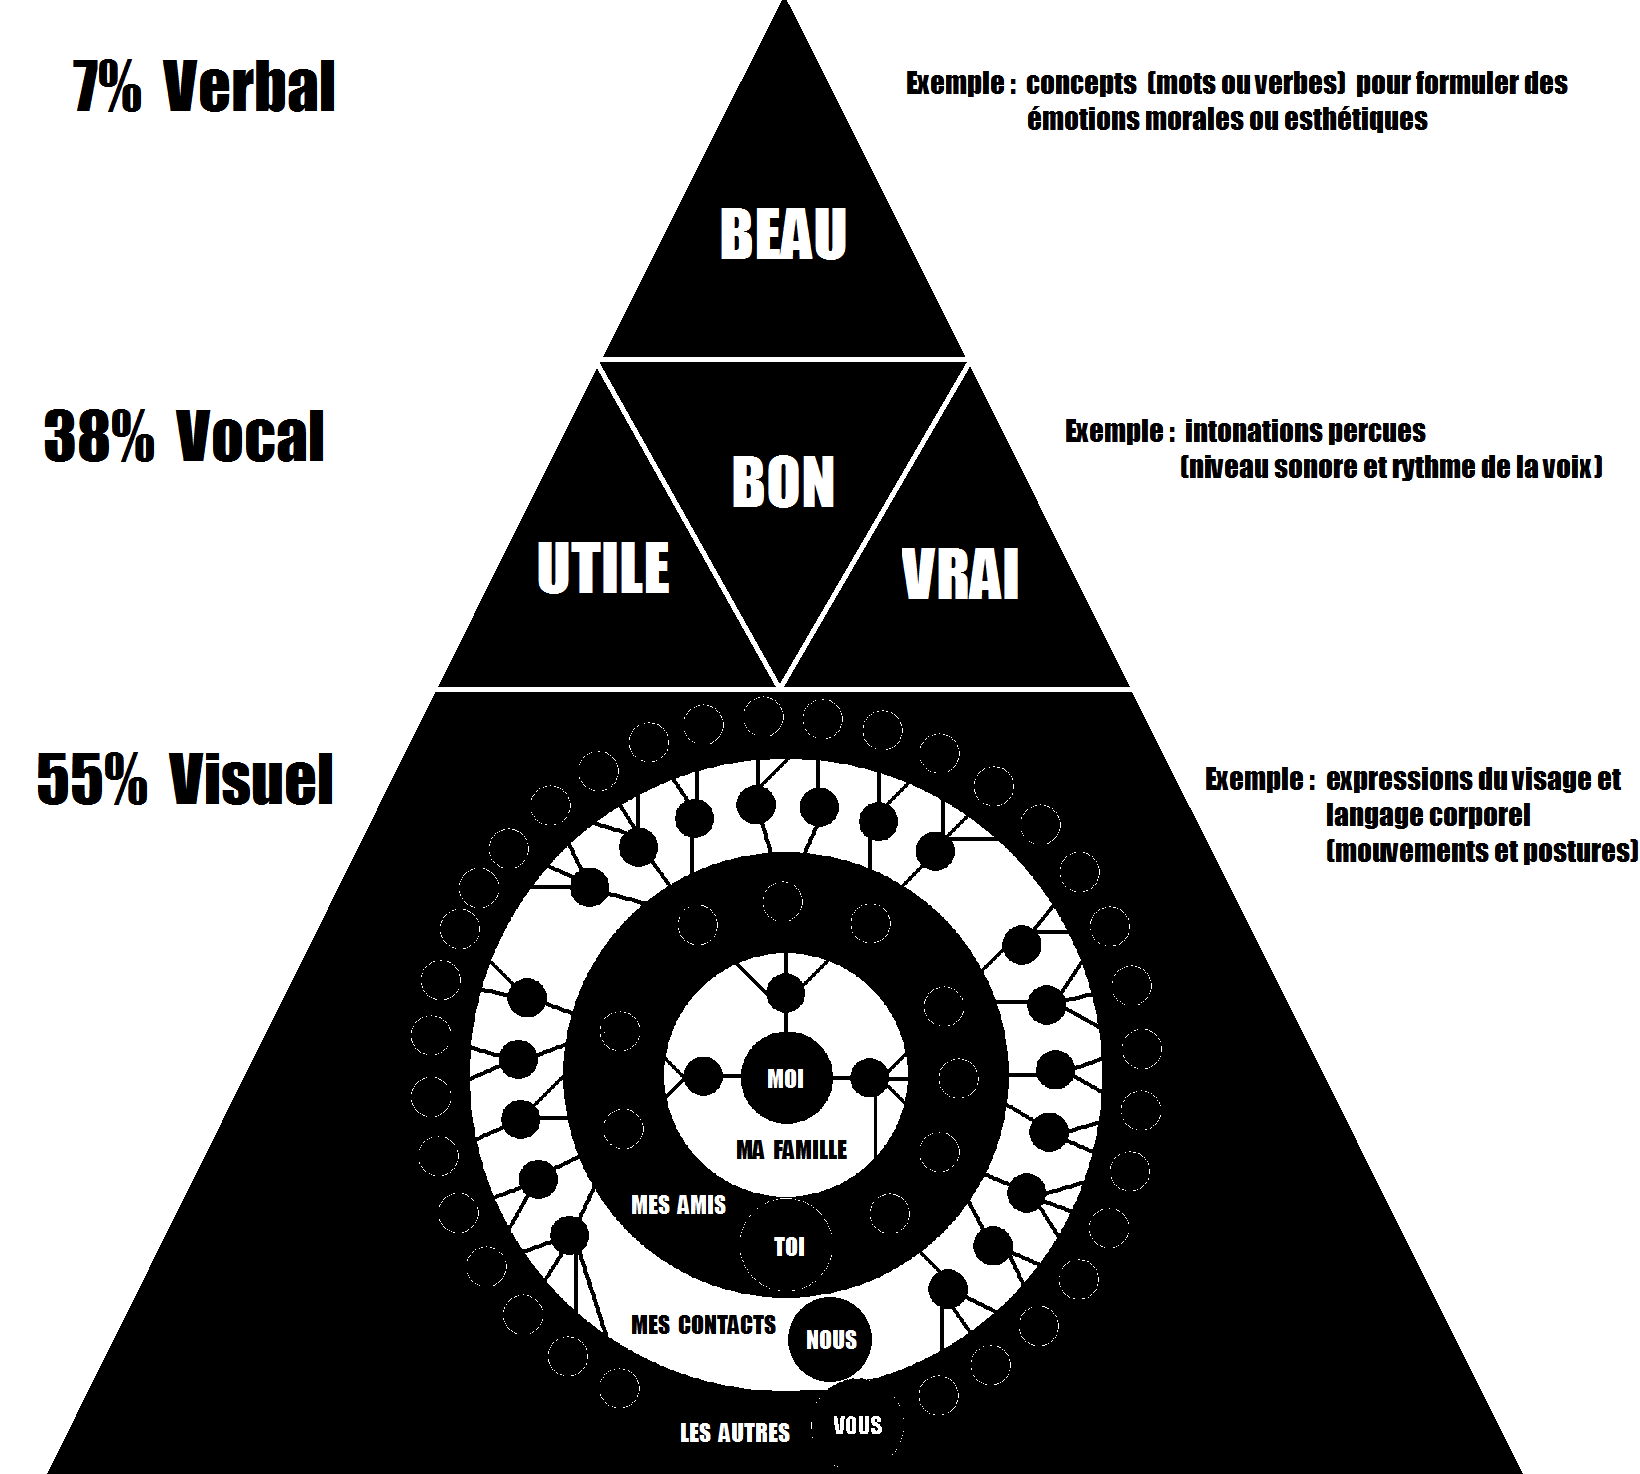 7% Verbal
Exemple : concepts (mots ou verbes) pour formuler des
émotions morales ou esthétiques
BEAU
38% Vocal
Exemple : intonations percues
(niveau sonore et rythme de la voix)
BON
UTILE
VRAI
55% Visuel
Exemple : expressions du visage et
langage corporel
(mouvements et postures)
MOI
MA FAMILLE
MES AMIS
TOI
MES CONTACTS
NOUS
LES AUTRES
VOUS